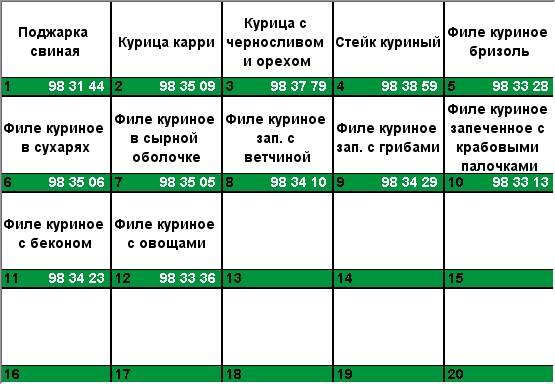 Поджарка
свиная
1 98 31 44
Курица карри
2 98 35 09
Курица с
черносливом
и орехом
3 98 37 79
Стейк куриный
4 98 38 59
Филе куриное
бризоль
5 98 33 28
Филе куриное
в сухарях
6 98 35 06
Филе куриное
в сырной
оболочке
7 98 35 05
Филе куриное
зап. с
ветчиной
8 98 34 10
Филе куриное
зап. с грибами
9 98 34 29
Филе куриное
запеченное с
крабовыми
палочками
10 98 33 13
Филе куриное
с беконом
11 98 34 23
Филе куриное
с овощами
12 98 33 36
13
14
15
16
17
18
19
20